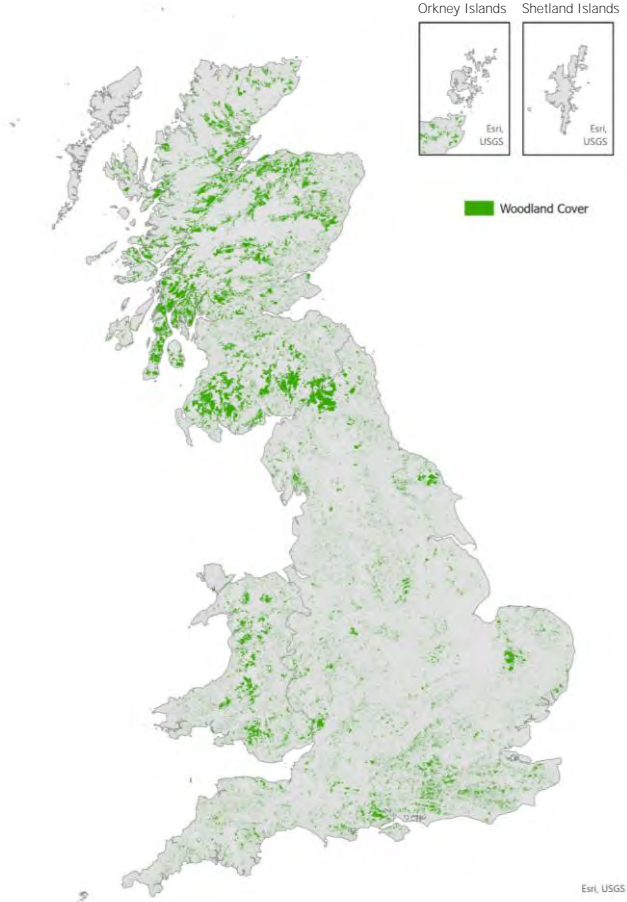 Orkney Islands
Shetland Islands
Esri,
USGS
Esri,
USGS
Woodland Cover
Esri, USGS